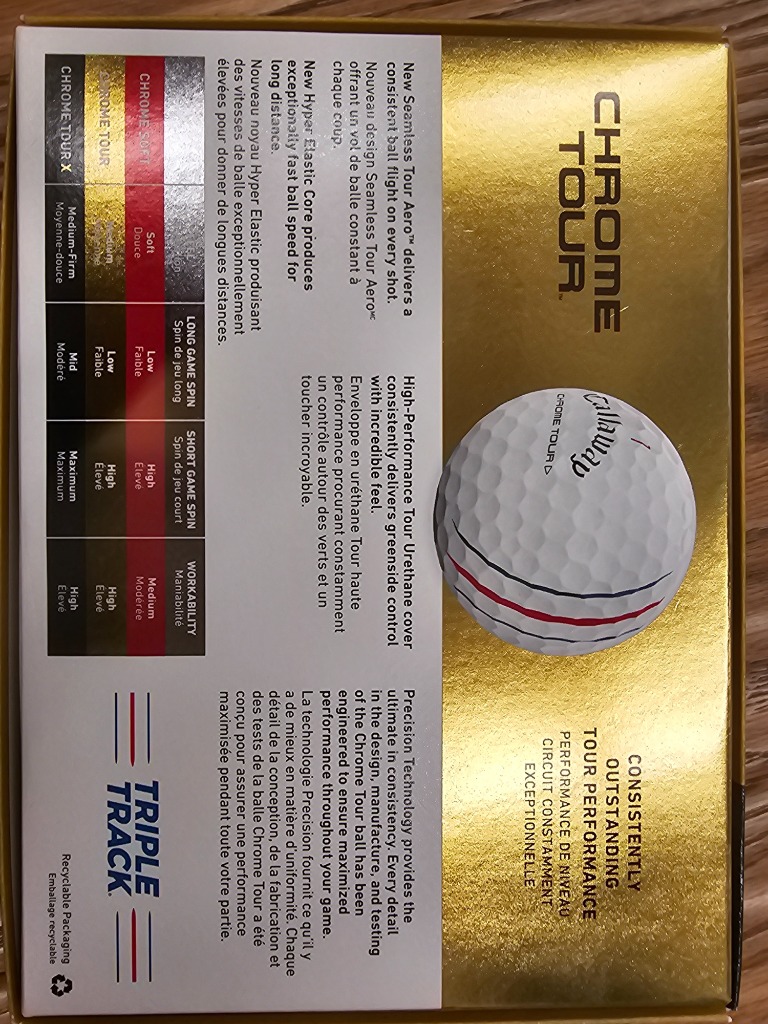 CHROME
TOUR™
Callaway
CHROME TOUR
CONSISTENTLY
OUTSTANDING
TOUR PERFORMANCE
PERFORMANCE DE NIVEAU
CIRCUIT CONSTAMMENT
EXCEPTIONNELLE
New Seamless Tour Aero™ delivers a
consistent ball flight on every shot.
Nouveau design Seamless Tour Aeroᴹᶜ
offrant un vol de balle constant à
chaque coup.
New Hyper Elastic Core produces
exceptionally fast ball speed for
long distance.
Nouveau noyau Hyper Elastic, produisant
des vitesses de balle exceptionnellement
élevées pour donner de longues distances.
High-Performance Tour Urethane cover
consistently delivers greenside control
with incredible feel.
Enveloppe en uréthane Tour haute
performance procurant constamment
un contrôle autour des verts et un
toucher incroyable.
Precision Technology provides the
ultimate in consistency. Every detail
in the design, manufacture, and testing
of the Chrome Tour ball has been
engineered to ensure maximized
performance throughout your game.
La technologie Precision fournit ce qu'il y
a de mieux en matière d'uniformité. Chaque
détail de la conception, de la fabrication et
des tests de la balle Chrome Tour a été
conçu pour assurer une performance
maximisée pendant toute votre partie.
LONG GAME SPIN SHORT GAME SPIN WORKABILITY
Spin de jeu long Spin de jeu court Maniabilité
CHROME SOFT Soft Low High Medium
Douce Faible Élevé Modérée
CHROME TOUR Medium Low High High
Faible Élevé Élevé
CHROME TOUR X Medium-Firm Mid Maximum High
Moyenne-douce Modéré Maximum Élevé
TRIPLE
TRACK
Recyclable Packaging
Emballage recyclable